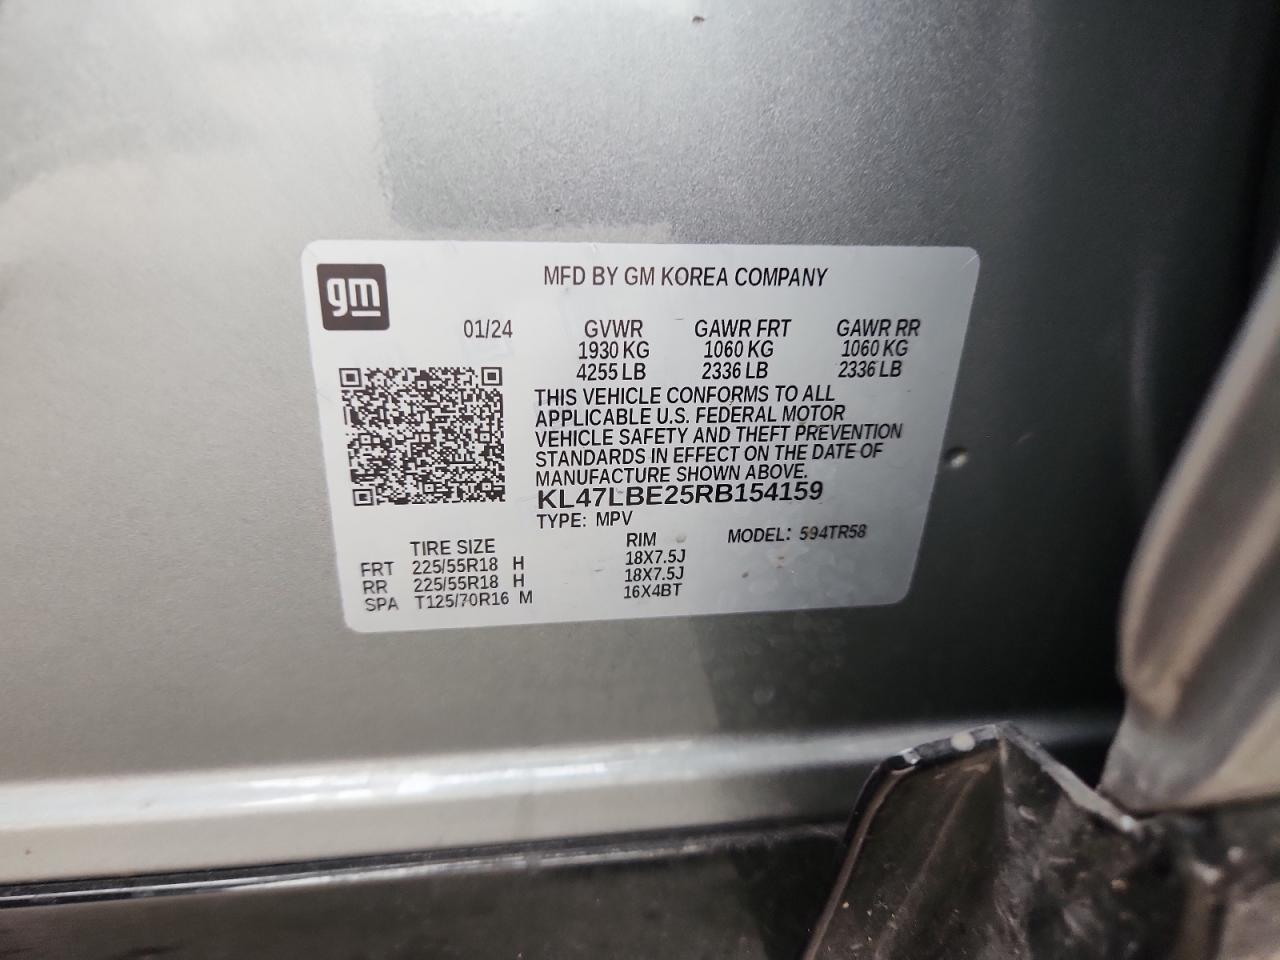 gm
MFD BY GM KOREA COMPANY
01/24 GVWR GAWR FRT GAWR RR
1930 KG 1060 KG 1060 KG
4255 LB 2336 LB 2336 LB
THIS VEHICLE CONFORMS TO ALL
APPLICABLE U.S. FEDERAL MOTOR
VEHICLE SAFETY AND THEFT PREVENTION
STANDARDS IN EFFECT ON THE DATE OF
MANUFACTURE SHOWN ABOVE.
KL47LBE25RB154159
TYPE: MPV
MODEL: 594TR58
TIRE SIZE RIM
FRT 225/55R18 H 18X7.5J
RR 225/55R18 H 18X7.5J
SPA T125/70R16 M 16X4BT